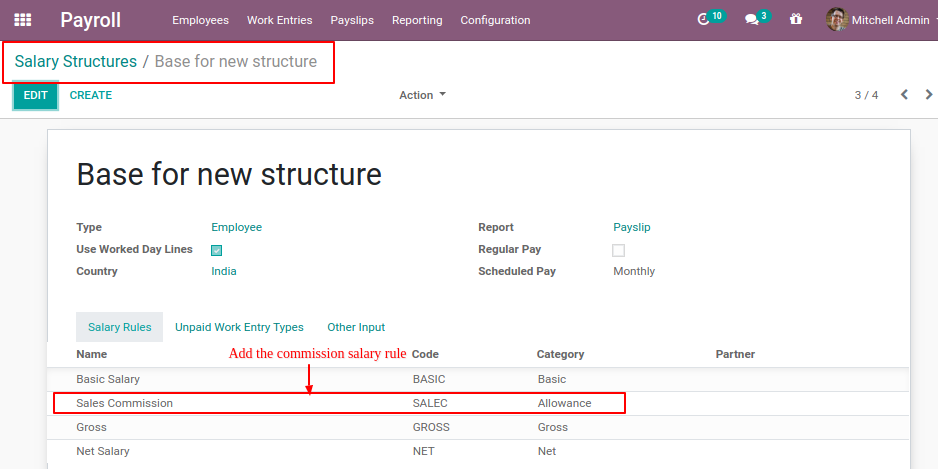 Payroll Employees Work Entries Payslips Reporting Configuration 10 3 Mitchell Admin
Salary Structures / Base for new structure
EDIT CREATE Action 3 / 4
Base for new structure
Type Employee Report Payslip
Use Worked Day Lines Regular Pay
Country India Scheduled Pay Monthly
Salary Rules Unpaid Work Entry Types Other Input
Add the commission salary rule
Name Code Category Partner
Basic Salary BASIC Basic
Sales Commission SALEC Allowance
Gross GROSS Gross
Net Salary NET Net